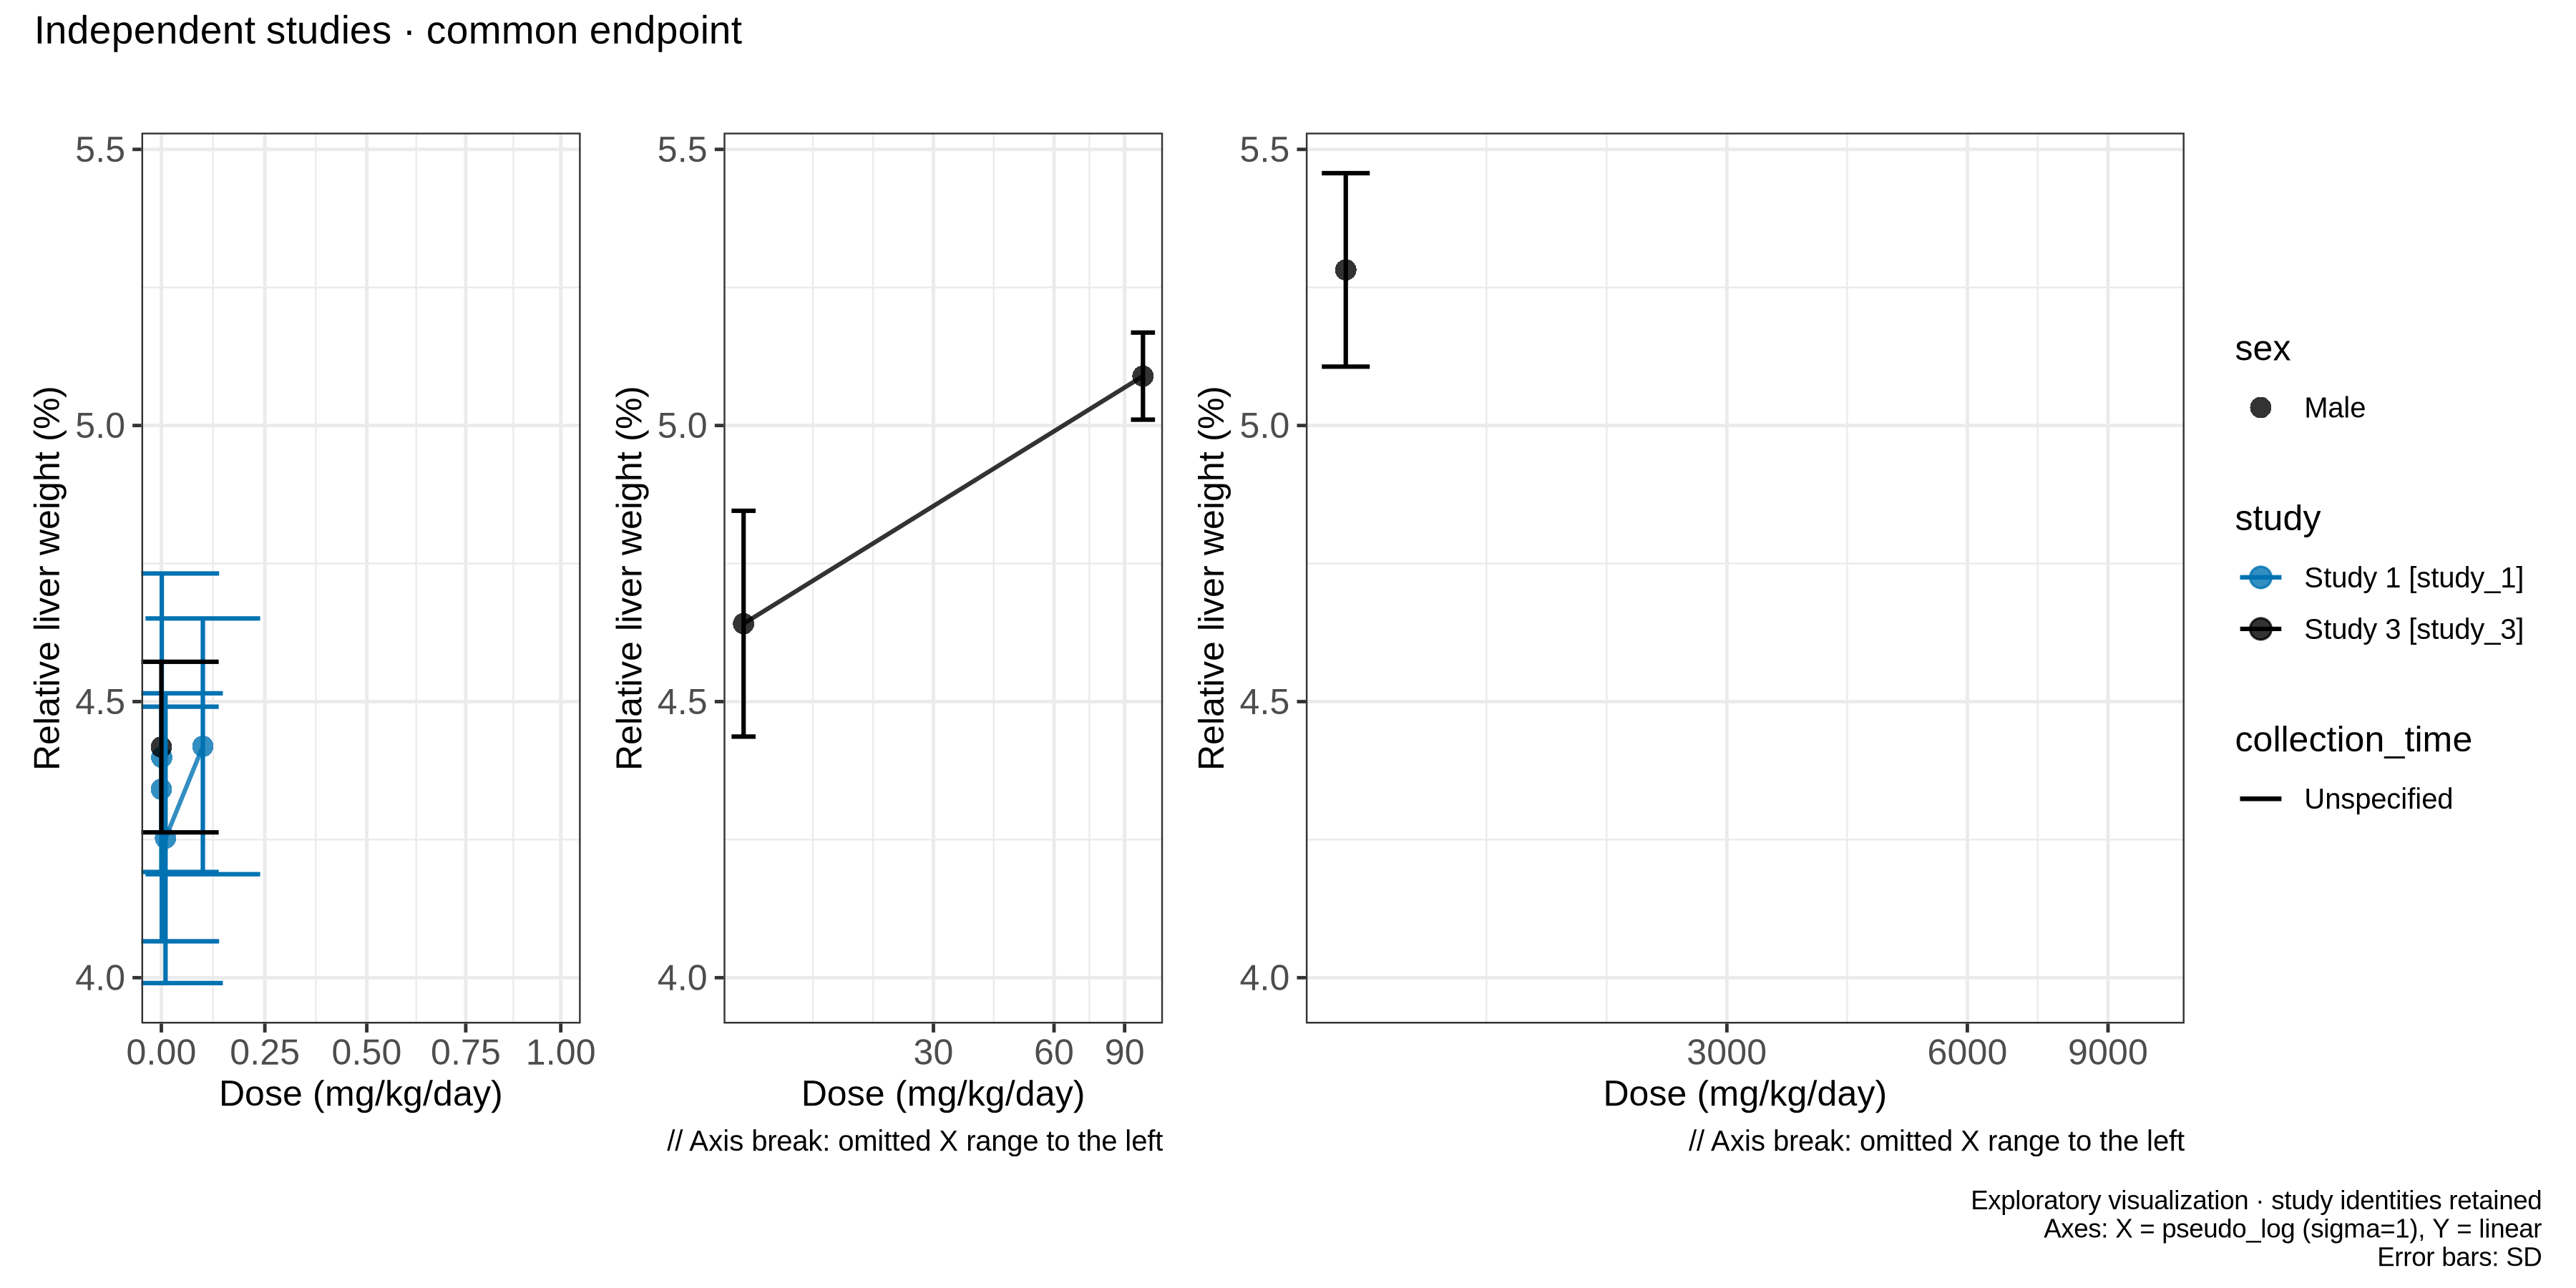 Independent studies · common endpoint
Relative liver weight (%)
5.5
5.0
4.5
4.0
0.00 0.25 0.50 0.75 1.00
Dose (mg/kg/day)
Relative liver weight (%)
5.5
5.0
4.5
4.0
30 60 90
Dose (mg/kg/day)
// Axis break: omitted X range to the left
Relative liver weight (%)
5.5
5.0
4.5
4.0
3000 6000 9000
Dose (mg/kg/day)
// Axis break: omitted X range to the left
sex
Male
study
Study 1 [study_1]
Study 3 [study_3]
collection_time
Unspecified
Exploratory visualization · study identities retained
Axes: X = pseudo_log (sigma=1), Y = linear
Error bars: SD